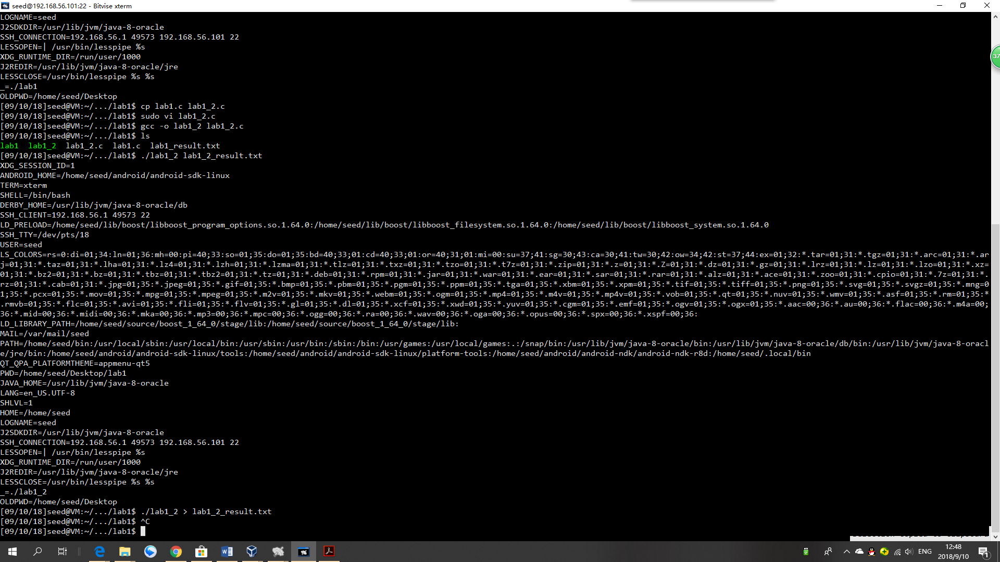 seed@192.168.56.101:22 - Bitvise xterm
LOGNAME=seed
J2SDKDIR=/usr/lib/jvm/java-8-oracle
SSH_CONNECTION=192.168.56.1 49573 192.168.56.101 22
LESSOPEN=| /usr/bin/lesspipe %s
XDG_RUNTIME_DIR=/run/user/1000
J2REDIR=/usr/lib/jvm/java-8-oracle/jre
LESSCLOSE=/usr/bin/lesspipe %s %s
_=./lab1
OLDPWD=/home/seed/Desktop
[09/10/18]seed@VM:~/.../lab1$ cp lab1.c lab1_2.c
[09/10/18]seed@VM:~/.../lab1$ sudo vi lab1_2.c
[09/10/18]seed@VM:~/.../lab1$ gcc -o lab1_2 lab1_2.c
[09/10/18]seed@VM:~/.../lab1$ ls
lab1  lab1_2  lab1_2.c  lab1.c  lab1_result.txt
[09/10/18]seed@VM:~/.../lab1$ ./lab1_2 lab1_2_result.txt
XDG_SESSION_ID=1
ANDROID_HOME=/home/seed/android/android-sdk-linux
TERM=xterm
SHELL=/bin/bash
DERBY_HOME=/usr/lib/jvm/java-8-oracle/db
SSH_CLIENT=192.168.56.1 49573 22
LD_PRELOAD=/home/seed/lib/boost/libboost_program_options.so.1.64.0:/home/seed/lib/boost/libboost_filesystem.so.1.64.0:/home/seed/lib/boost/libboost_system.so.1.64.0
SSH_TTY=/dev/pts/18
USER=seed
LS_COLORS=rs=0:di=01;34:ln=01;36:mh=00:pi=40;33:so=01;35:do=01;35:bd=40;33;01:cd=40;33;01:or=40;31;01:mi=00:su=37;41:sg=30;43:ca=30;41:tw=30;42:ow=34;42:st=37;44:ex=01;32:*.tar=01;31:*.tgz=01;31:*.arc=01;31:*.ar
j=01;31:*.taz=01;31:*.lha=01;31:*.lz4=01;31:*.lzh=01;31:*.lzma=01;31:*.tlz=01;31:*.txz=01;31:*.tzo=01;31:*.t7z=01;31:*.zip=01;31:*.z=01;31:*.Z=01;31:*.dz=01;31:*.gz=01;31:*.lrz=01;31:*.lz=01;31:*.lzo=01;31:*.xz=
01;31:*.bz2=01;31:*.bz=01;31:*.tbz=01;31:*.tbz2=01;31:*.tz=01;31:*.deb=01;31:*.rpm=01;31:*.jar=01;31:*.war=01;31:*.ear=01;31:*.sar=01;31:*.rar=01;31:*.alz=01;31:*.ace=01;31:*.zoo=01;31:*.cpio=01;31:*.7z=01;31:*.
rz=01;31:*.cab=01;31:*.jpg=01;35:*.jpeg=01;35:*.gif=01;35:*.bmp=01;35:*.pbm=01;35:*.pgm=01;35:*.ppm=01;35:*.tga=01;35:*.xbm=01;35:*.xpm=01;35:*.tif=01;35:*.tiff=01;35:*.png=01;35:*.svg=01;35:*.svgz=01;35:*.mng=0
1;35:*.pcx=01;35:*.mov=01;35:*.mpg=01;35:*.mpeg=01;35:*.m2v=01;35:*.mkv=01;35:*.webm=01;35:*.ogm=01;35:*.mp4=01;35:*.m4v=01;35:*.mp4v=01;35:*.vob=01;35:*.qt=01;35:*.nuv=01;35:*.wmv=01;35:*.asf=01;35:*.rm=01;35:*
.rmvb=01;35:*.flc=01;35:*.avi=01;35:*.fli=01;35:*.flv=01;35:*.gl=01;35:*.dl=01;35:*.xcf=01;35:*.xwd=01;35:*.yuv=01;35:*.cgm=01;35:*.emf=01;35:*.ogv=01;35:*.ogx=01;35:*.aac=00;36:*.au=00;36:*.flac=00;36:*.m4a=00;
36:*.mid=00;36:*.midi=00;36:*.mka=00;36:*.mp3=00;36:*.mpc=00;36:*.ogg=00;36:*.ra=00;36:*.wav=00;36:*.oga=00;36:*.opus=00;36:*.spx=00;36:*.xspf=00;36:
LD_LIBRARY_PATH=/home/seed/source/boost_1_64_0/stage/lib:/home/seed/source/boost_1_64_0/stage/lib:
MAIL=/var/mail/seed
PATH=/home/seed/bin:/usr/local/sbin:/usr/local/bin:/usr/sbin:/usr/bin:/sbin:/bin:/usr/games:/usr/local/games:.:/snap/bin:/usr/lib/jvm/java-8-oracle/bin:/usr/lib/jvm/java-8-oracle/db/bin:/usr/lib/jvm/java-8-oracl
e/jre/bin:/home/seed/android/android-sdk-linux/tools:/home/seed/android/android-sdk-linux/platform-tools:/home/seed/android/android-ndk/android-ndk-r8d:/home/seed/.local/bin
QT_QPA_PLATFORMTHEME=appmenu-qt5
PWD=/home/seed/Desktop/lab1
JAVA_HOME=/usr/lib/jvm/java-8-oracle
LANG=en_US.UTF-8
SHLVL=1
HOME=/home/seed
LOGNAME=seed
J2SDKDIR=/usr/lib/jvm/java-8-oracle
SSH_CONNECTION=192.168.56.1 49573 192.168.56.101 22
LESSOPEN=| /usr/bin/lesspipe %s
XDG_RUNTIME_DIR=/run/user/1000
J2REDIR=/usr/lib/jvm/java-8-oracle/jre
LESSCLOSE=/usr/bin/lesspipe %s %s
_=./lab1_2
OLDPWD=/home/seed/Desktop
[09/10/18]seed@VM:~/.../lab1$ ./lab1_2 > lab1_2_result.txt
[09/10/18]seed@VM:~/.../lab1$ ^C
[09/10/18]seed@VM:~/.../lab1$
37
ENG
12:48
2018/9/10
1